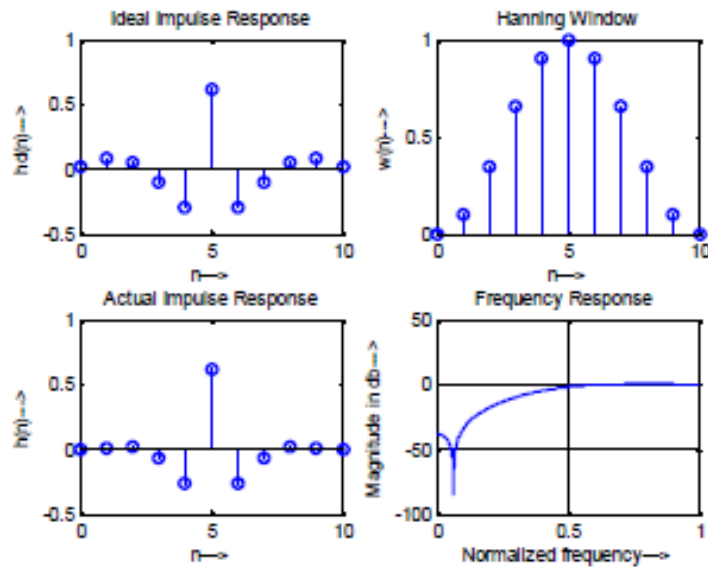 Ideal Impulse Response
1
0.5
0
-0.5
0
5
10
hd(n)--->
n--->
Hanning Window
1
0.5
0
0
5
10
w(n)--->
n--->
Actual Impulse Response
1
0.5
0
-0.5
0
5
10
h(n)--->
n--->
Frequency Response
50
0
-50
-100
0
0.5
1
Magnitude in db--->
Normalized frequency--->